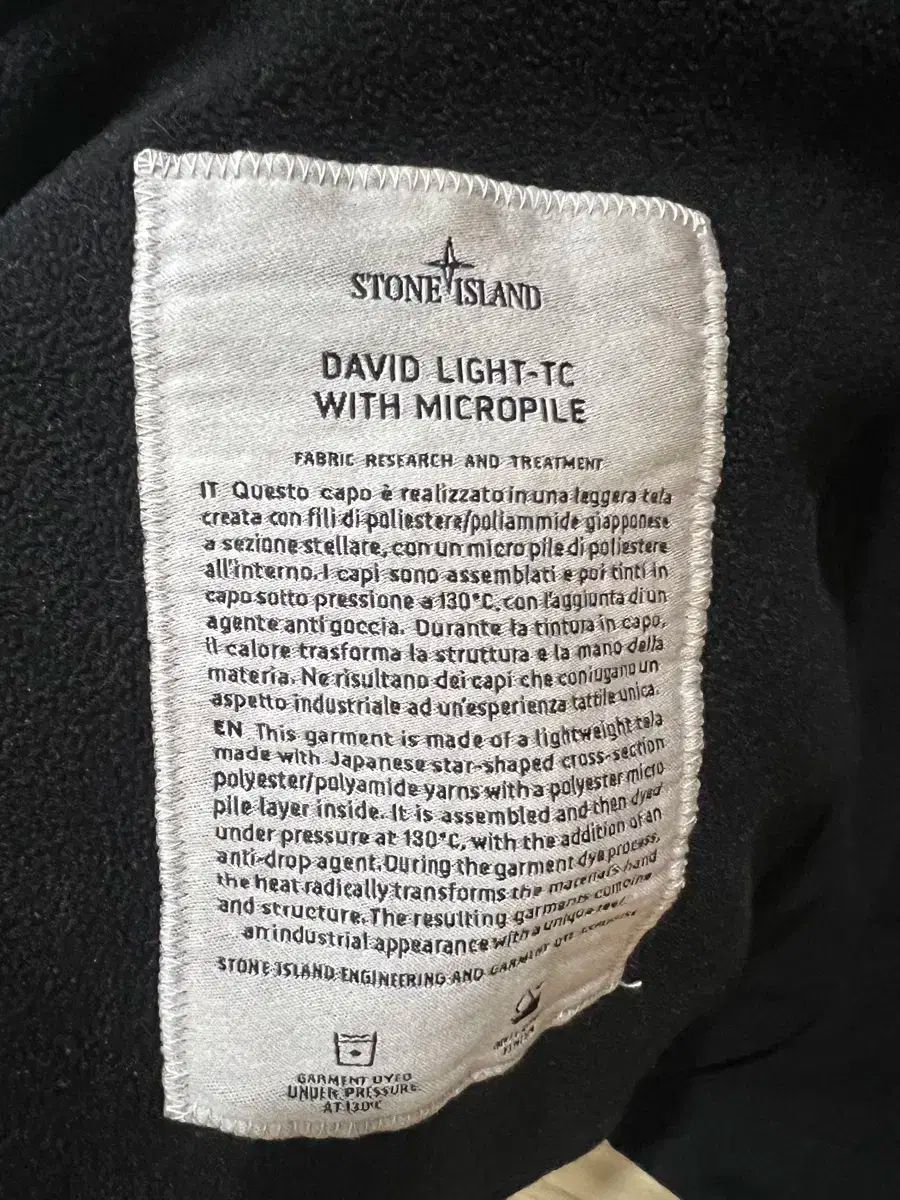 STONE ISLAND
DAVID LIGHT-TC
WITH MICROPILE
FABRIC RESEARCH AND TREATMENT
IT Questo capo è realizzato in una leggera tela
creata con fili di poliestere/poliammide giapponese
a sezione stellare, con un micro pile di poliestere
all'interno. I capi sono assemblati e poi tinti in
capo sotto pressione a 130°C, con l'aggiunta di un
agente anti goccia. Durante la tintura in capo,
il calore trasforma la struttura e la mano della
materia. Ne risultano dei capi che coniugano un
aspetto industriale ad un'esperienza tattile unica.
EN This garment is made of a lightweight tela
made with Japanese star-shaped cross-section
polyester/polyamide yarns with a polyester micro
pile layer inside. It is assembled and then dyed
under pressure at 130°C, with the addition of an
anti-drop agent. During the garment dye process,
the heat radically transforms the material's hand
and structure. The resulting garments combine
an industrial appearance with a unique feel.
STONE ISLAND ENGINEERING AND GARMENT DYE
GARMENT DYED
UNDER PRESSURE
AT 130°C